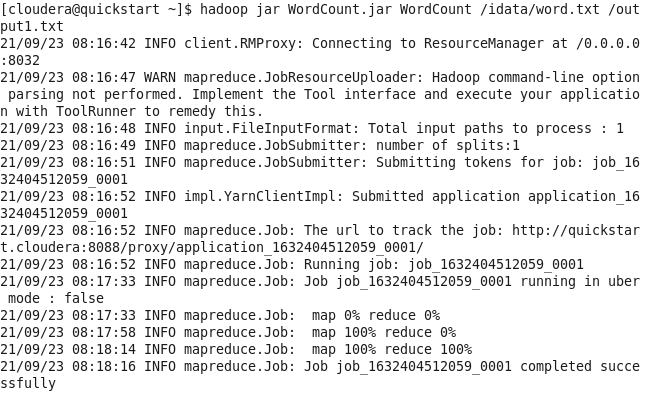 [cloudera@quickstart ~]$ hadoop jar WordCount.jar WordCount /idata/word.txt /out
put1.txt
21/09/23 08:16:42 INFO client.RMProxy: Connecting to ResourceManager at /0.0.0.0
:8032
21/09/23 08:16:47 WARN mapreduce.JobResourceUploader: Hadoop command-line option
 parsing not performed. Implement the Tool interface and execute your applicatio
n with ToolRunner to remedy this.
21/09/23 08:16:48 INFO input.FileInputFormat: Total input paths to process : 1
21/09/23 08:16:49 INFO mapreduce.JobSubmitter: number of splits:1
21/09/23 08:16:51 INFO mapreduce.JobSubmitter: Submitting tokens for job: job_16
32404512059_0001
21/09/23 08:16:52 INFO impl.YarnClientImpl: Submitted application application_16
32404512059_0001
21/09/23 08:16:52 INFO mapreduce.Job: The url to track the job: http://quickstar
t.cloudera:8088/proxy/application_1632404512059_0001/
21/09/23 08:16:52 INFO mapreduce.Job: Running job: job_1632404512059_0001
21/09/23 08:17:33 INFO mapreduce.Job: Job job_1632404512059_0001 running in uber
 mode : false
21/09/23 08:17:33 INFO mapreduce.Job:  map 0% reduce 0%
21/09/23 08:17:58 INFO mapreduce.Job:  map 100% reduce 0%
21/09/23 08:18:14 INFO mapreduce.Job:  map 100% reduce 100%
21/09/23 08:18:16 INFO mapreduce.Job: Job job_1632404512059_0001 completed succe
ssfully